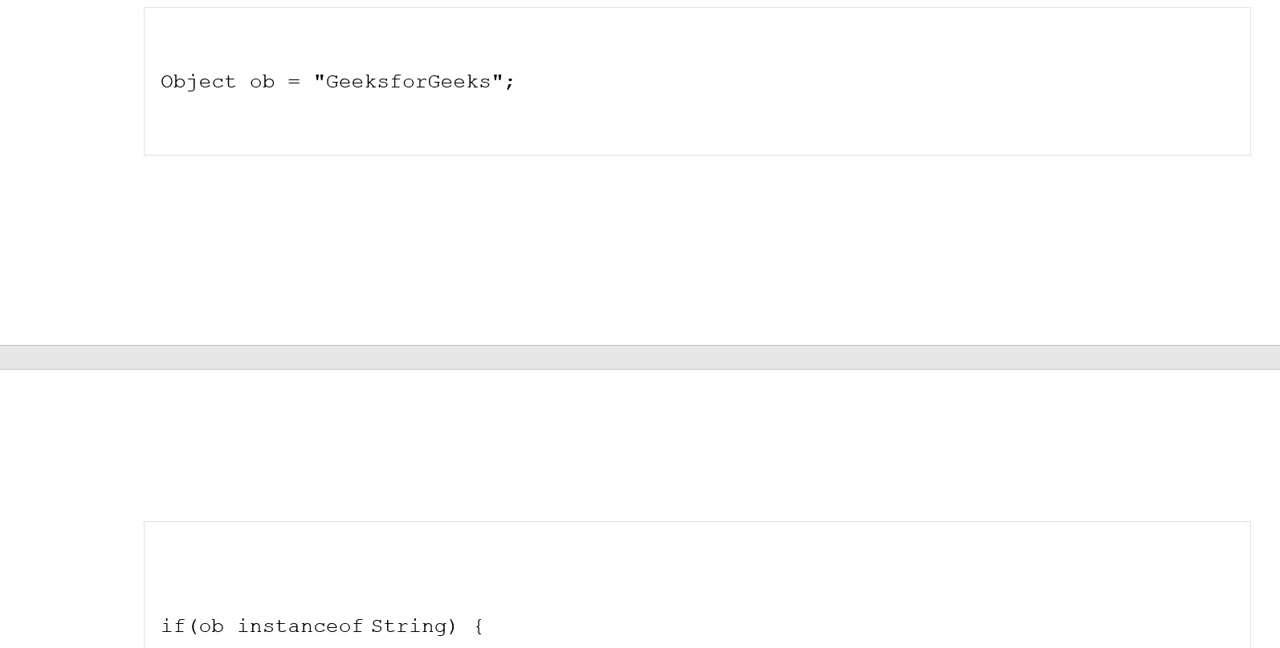 Object ob = "GeeksforGeeks";
if(ob instanceof String) {